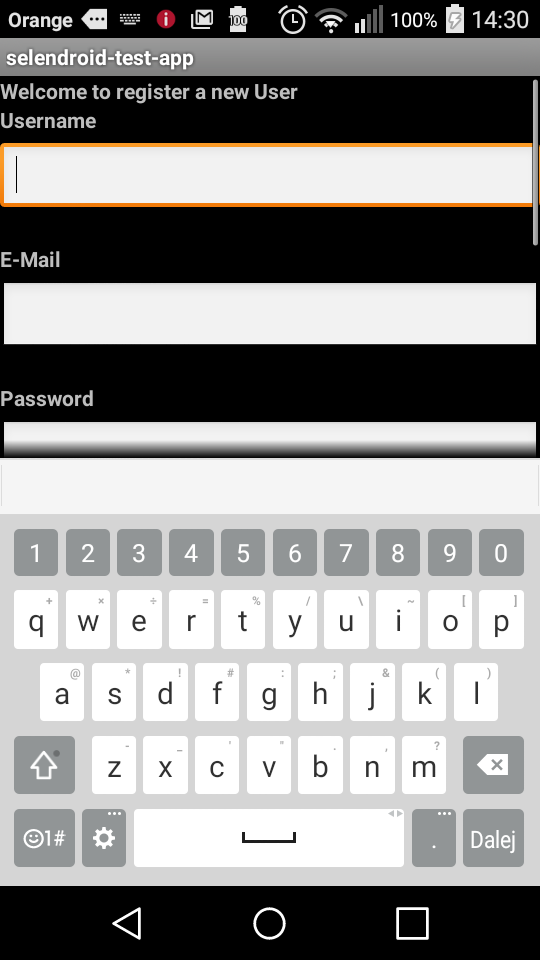 Orange 100 100% 14:30
selendroid-test-app
Welcome to register a new User
Username
E-Mail
Password
1 2 3 4 5 6 7 8 9 0
+ × ÷ = % / \ ~ [ ]
q w e r t y u i o p
@ * ! # : ; & ( )
a s d f g h j k l
- _ ' " . , ?
z x c v b n m
1# . Dalej